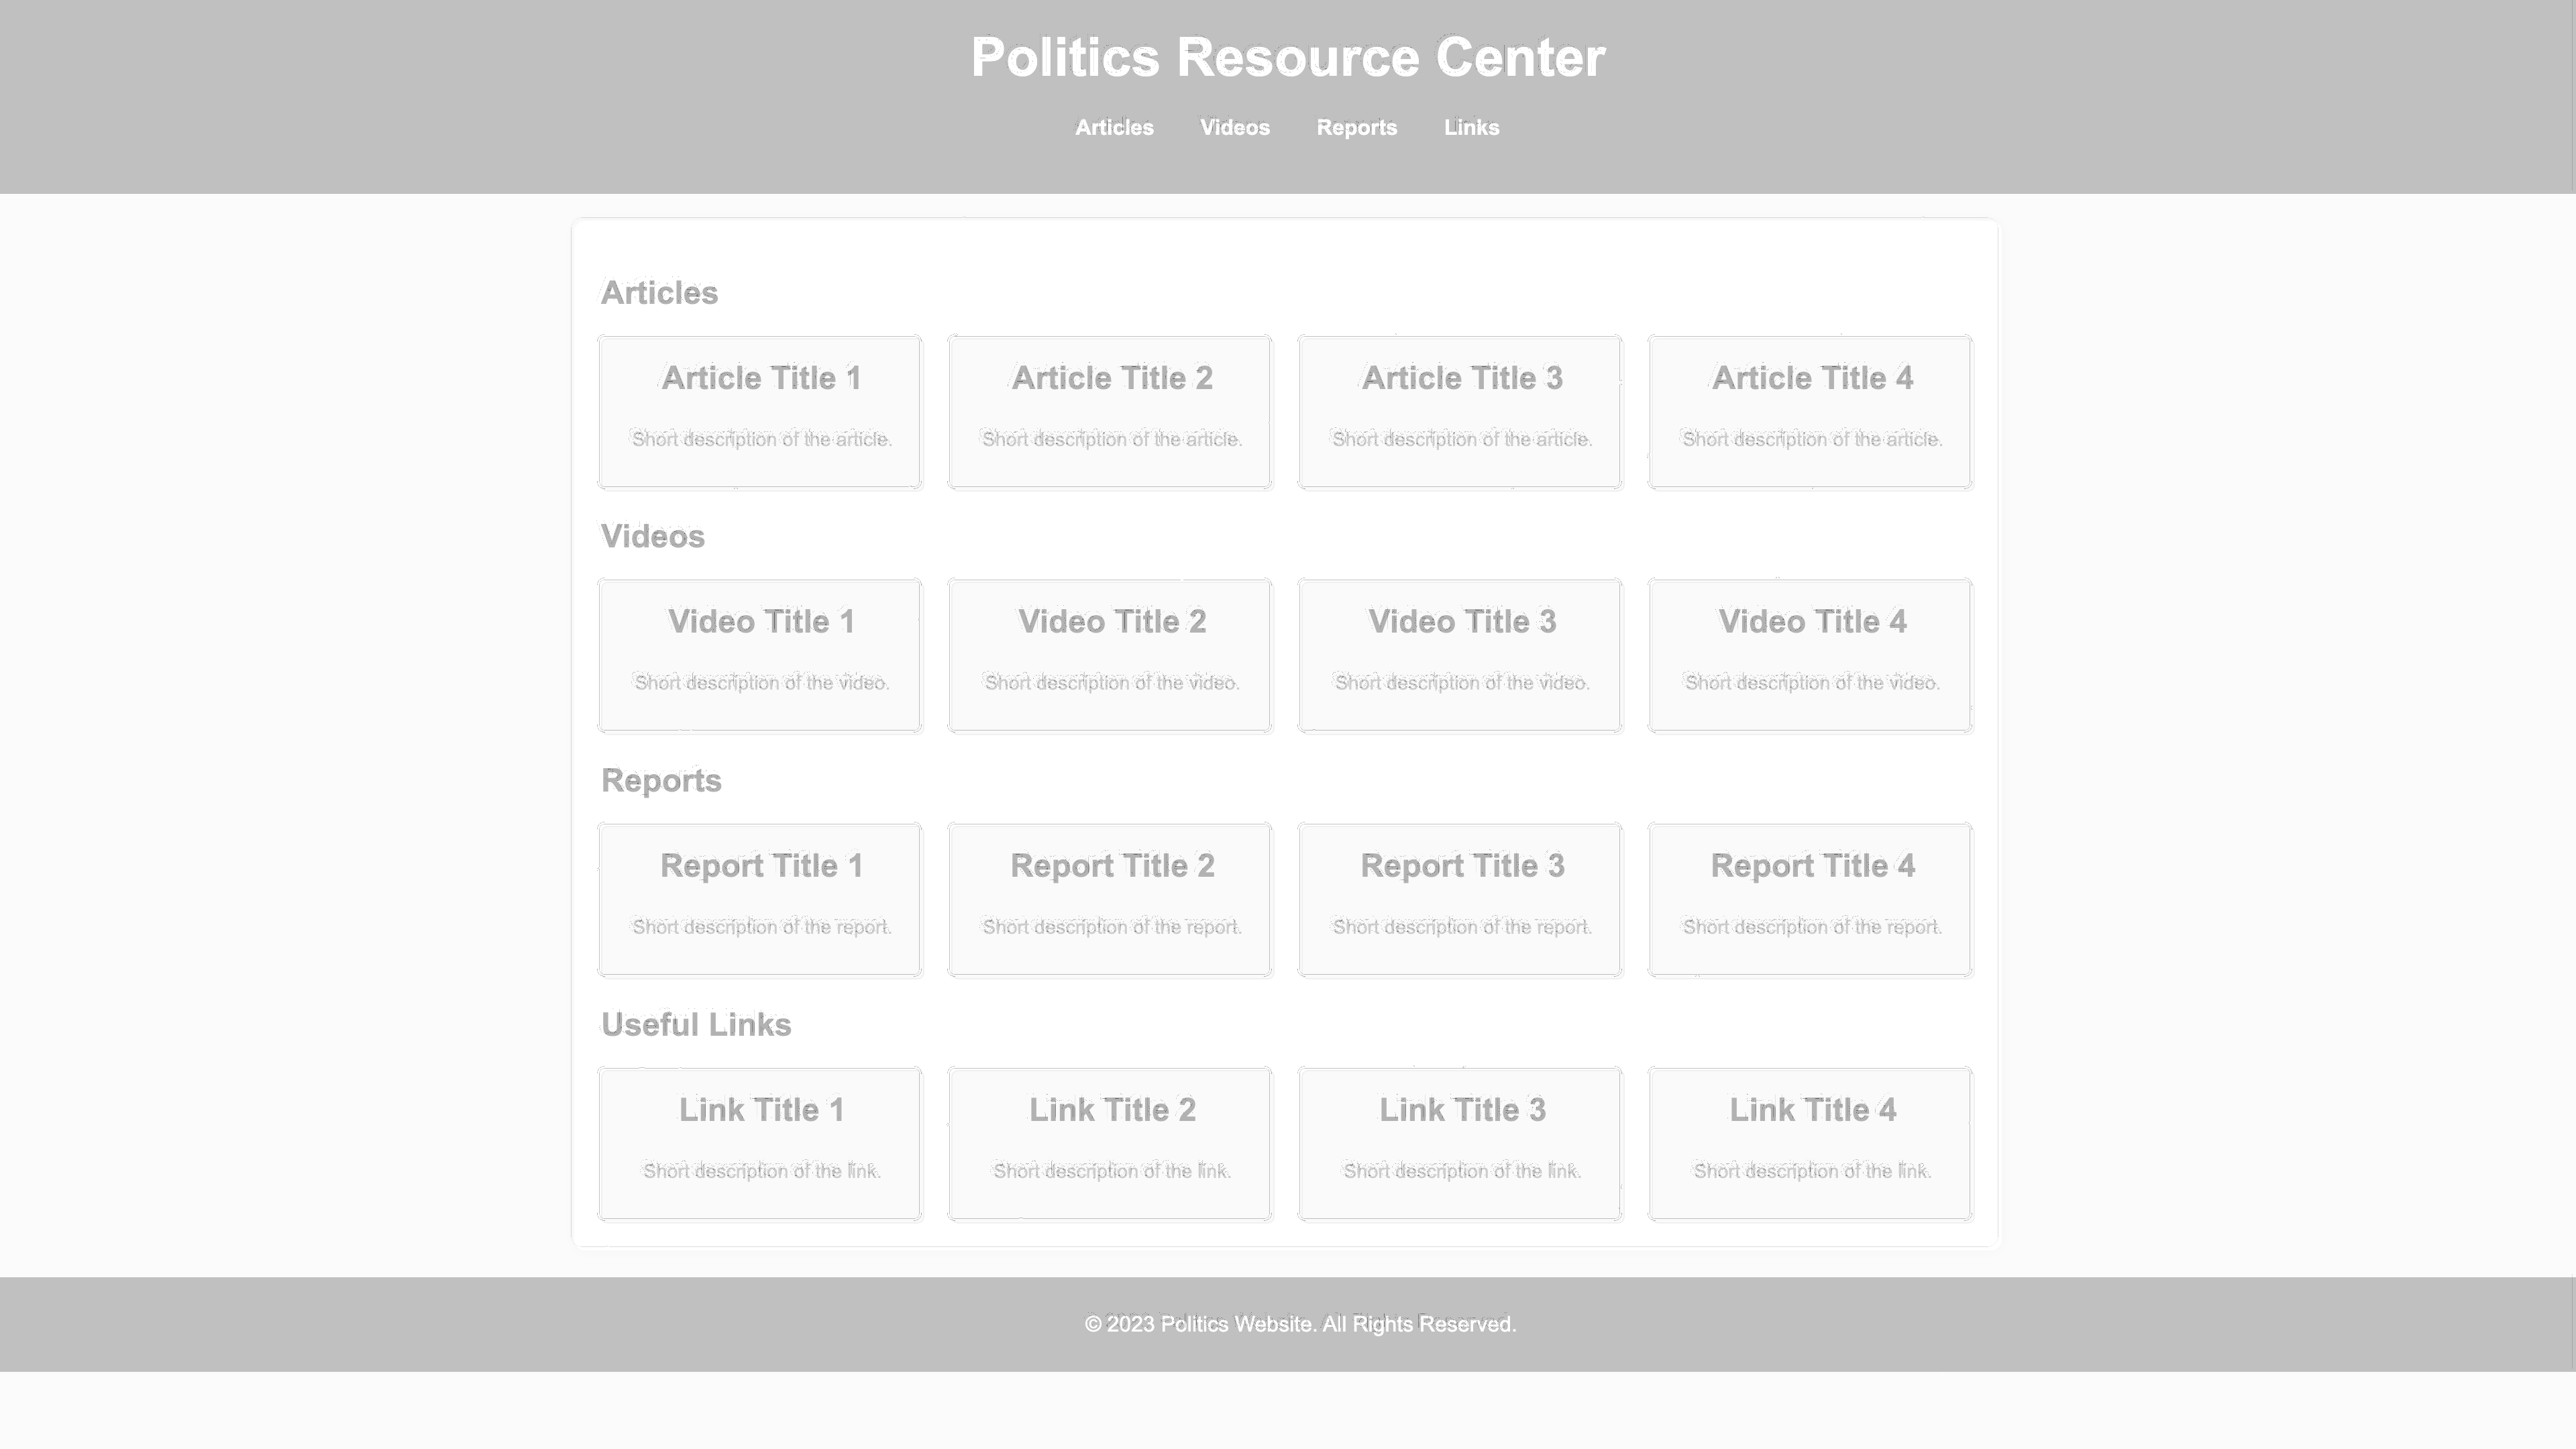 Politics Resource Center
Articles Videos Reports Links
Articles
Article Title 1 Article Title 2 Article Title 3 Article Title 4
Short description of the article. Short description of the article. Short description of the article. Short description of the article.
Videos
Video Title 1 Video Title 2 Video Title 3 Video Title 4
Short description of the video. Short description of the video. Short description of the video. Short description of the video.
Reports
Report Title 1 Report Title 2 Report Title 3 Report Title 4
Short description of the report. Short description of the report. Short description of the report. Short description of the report.
Useful Links
Link Title 1 Link Title 2 Link Title 3 Link Title 4
Short description of the link. Short description of the link. Short description of the link. Short description of the link.
© 2023 Politics Website. All Rights Reserved.